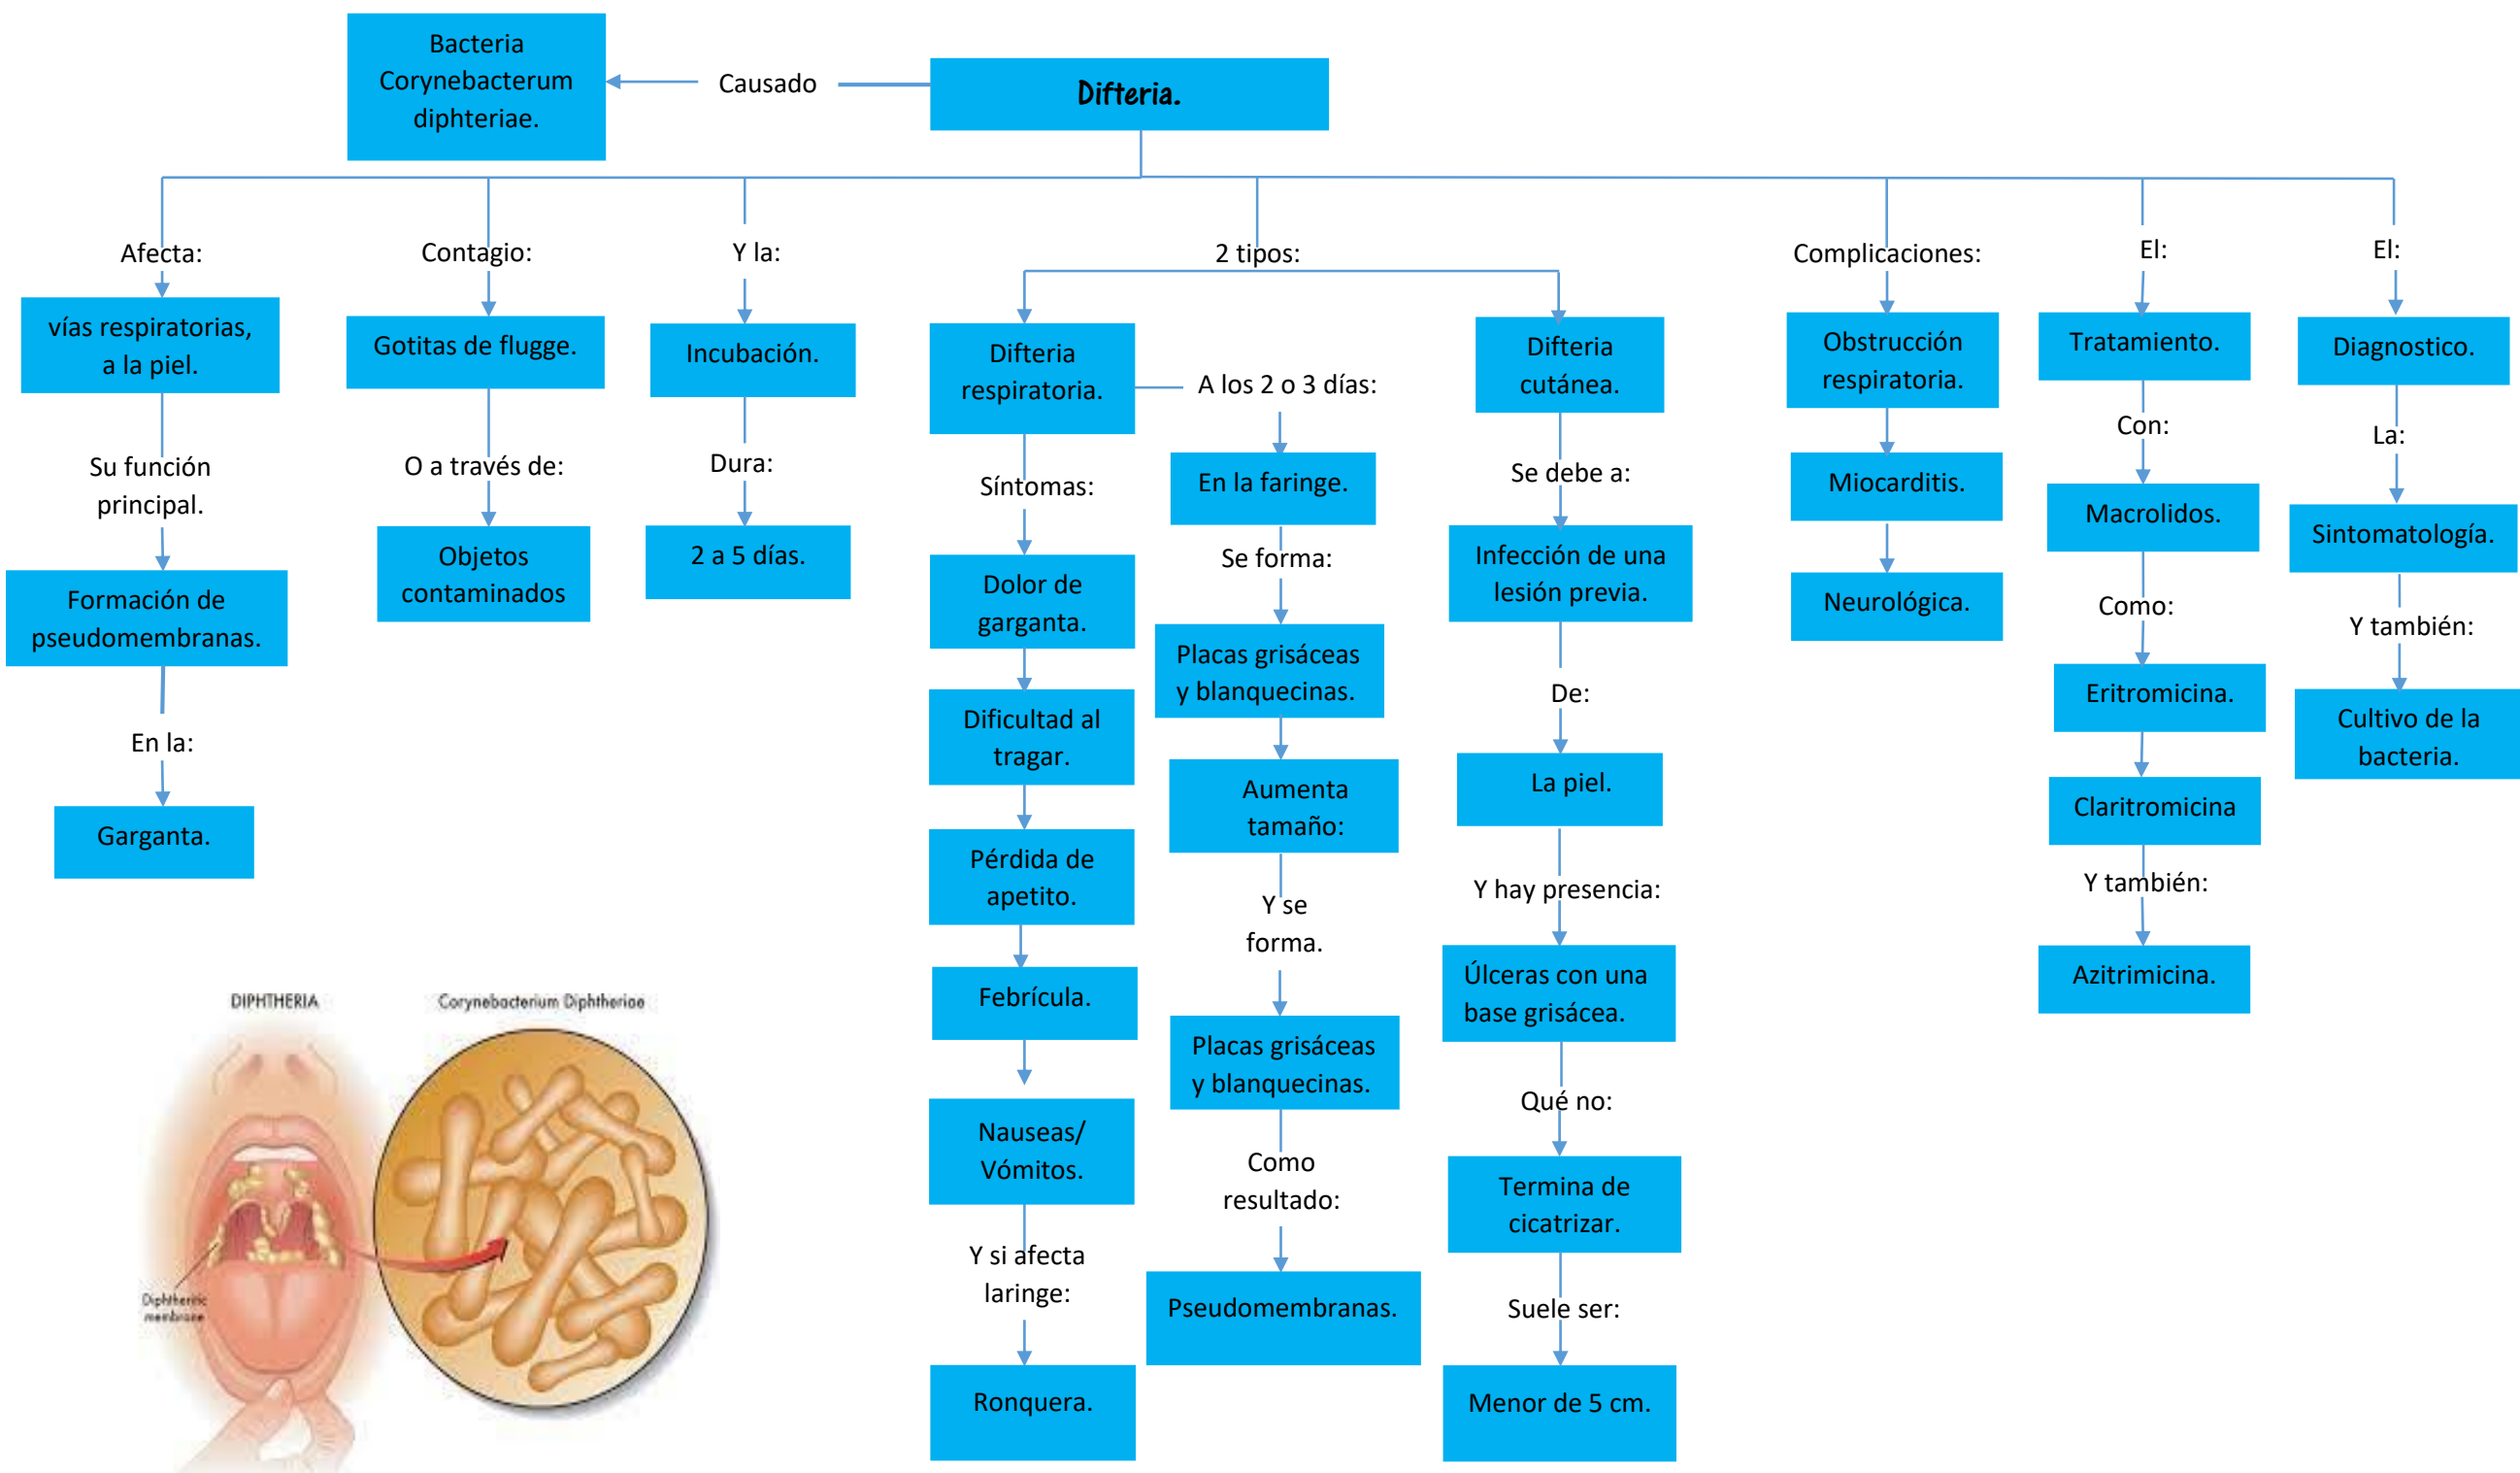 Bacteria
Corynebacterum
diphteriae.
Causado
Difteria.
Afecta:
vías respiratorias,
a la piel.
Su función
principal.
Formación de
pseudomembranas.
En la:
Garganta.
Contagio:
Gotitas de flugge.
O a través de:
Objetos
contaminados
Y la:
Incubación.
Dura:
2 a 5 días.
2 tipos:
Difteria
respiratoria.
Síntomas:
Dolor de
garganta.
Dificultad al
tragar.
Pérdida de
apetito.
Febrícula.
Nauseas/
Vómitos.
Y si afecta
laringe:
Ronquera.
A los 2 o 3 días:
En la faringe.
Se forma:
Placas grisáceas
y blanquecinas.
Aumenta
tamaño:
Y se
forma.
Placas grisáceas
y blanquecinas.
Como
resultado:
Pseudomembranas.
Difteria
cutánea.
Se debe a:
Infección de una
lesión previa.
De:
La piel.
Y hay presencia:
Úlceras con una
base grisácea.
Qué no:
Termina de
cicatrizar.
Suele ser:
Menor de 5 cm.
Complicaciones:
Obstrucción
respiratoria.
Miocarditis.
Neurológica.
El:
Tratamiento.
Con:
Macrolidos.
Como:
Eritromicina.
Claritromicina
Y también:
Azitrimicina.
El:
Diagnostico.
La:
Sintomatología.
Y también:
Cultivo de la
bacteria.
DIPHTHERIA
Corynebacterium Diphtheriae
Diphtheritic
membrane